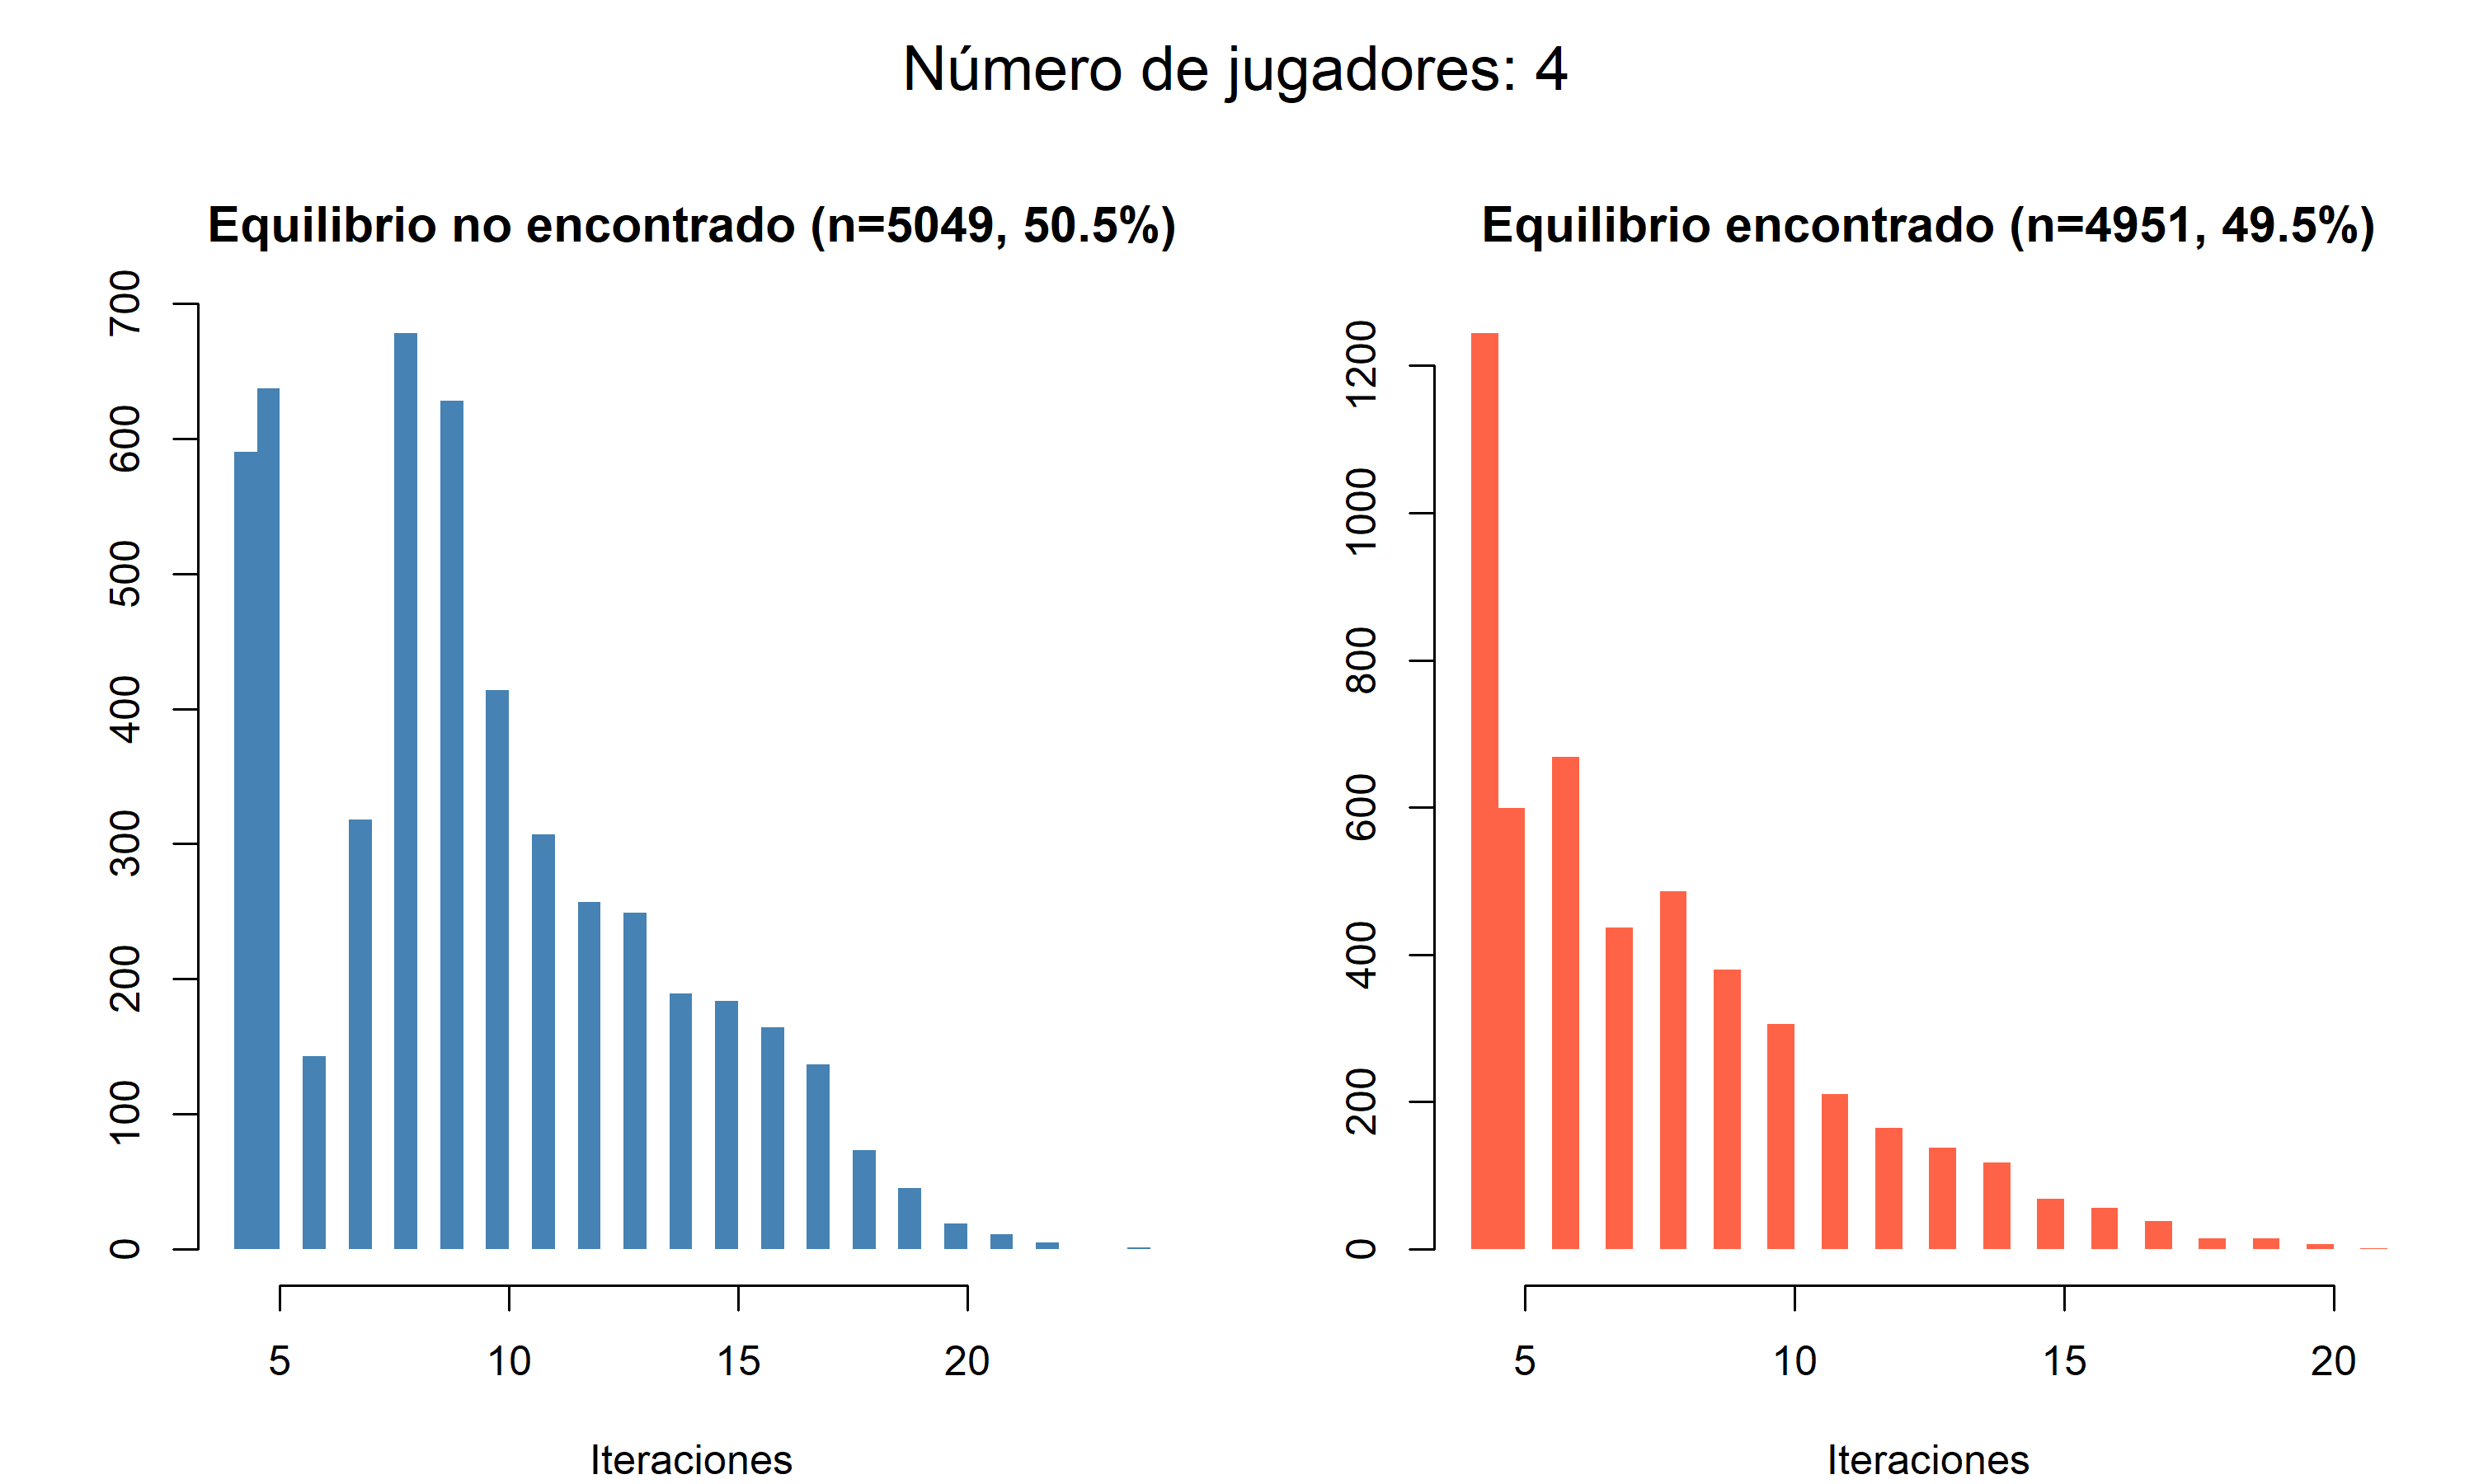 Número de jugadores: 4
Equilibrio no encontrado (n=5049, 50.5%)
700
600
500
400
300
200
100
0
5 10 15 20
Iteraciones
Equilibrio encontrado (n=4951, 49.5%)
1200
1000
800
600
400
200
0
5 10 15 20
Iteraciones